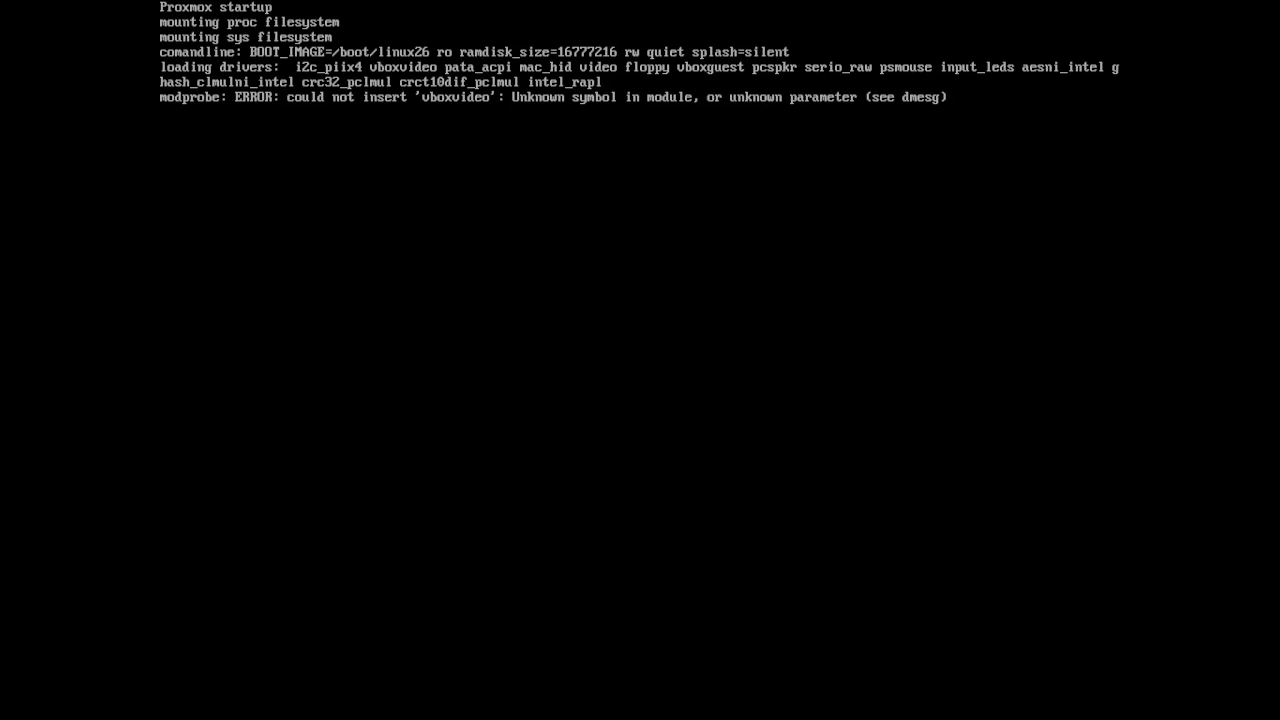 Proxmox startup
mounting proc filesystem
mounting sys filesystem
comandline: BOOT_IMAGE=/boot/linux26 ro ramdisk_size=16777216 rw quiet splash=silent
loading drivers:  i2c_piix4 vboxvideo pata_acpi mac_hid video floppy vboxguest pcspkr serio_raw psmouse input_leds aesni_intel g
hash_clmulni_intel crc32_pclmul crct10dif_pclmul intel_rapl
modprobe: ERROR: could not insert 'vboxvideo': Unknown symbol in module, or unknown parameter (see dmesg)